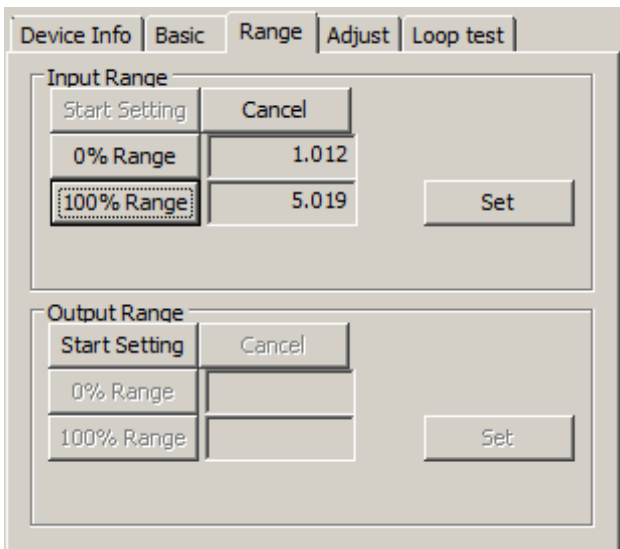 Device Info Basic Range Adjust Loop test
Input Range
Start Setting Cancel
0% Range 1.012
100% Range 5.019 Set
Output Range
Start Setting Cancel
0% Range
100% Range Set